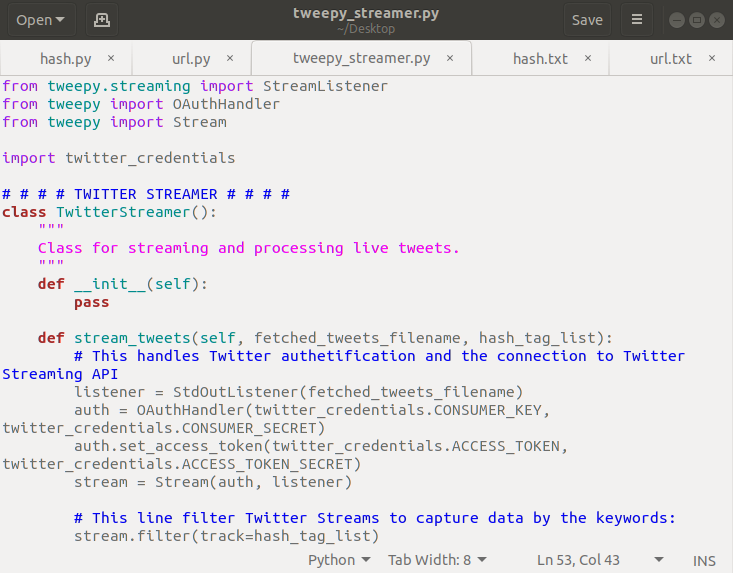 Open
tweepy_streamer.py
~/Desktop
Save
hash.py × url.py × tweepy_streamer.py × hash.txt × url.txt ×
from tweepy.streaming import StreamListener
from tweepy import OAuthHandler
from tweepy import Stream
import twitter_credentials
# # # # TWITTER STREAMER # # # #
class TwitterStreamer():
    """
    Class for streaming and processing live tweets.
    """
    def __init__(self):
        pass
    def stream_tweets(self, fetched_tweets_filename, hash_tag_list):
        # This handles Twitter authetification and the connection to Twitter
Streaming API
        listener = StdOutListener(fetched_tweets_filename)
        auth = OAuthHandler(twitter_credentials.CONSUMER_KEY,
twitter_credentials.CONSUMER_SECRET)
        auth.set_access_token(twitter_credentials.ACCESS_TOKEN,
twitter_credentials.ACCESS_TOKEN_SECRET)
        stream = Stream(auth, listener)
        # This line filter Twitter Streams to capture data by the keywords:
        stream.filter(track=hash_tag_list)
Python Tab Width: 8 Ln 53, Col 43 INS